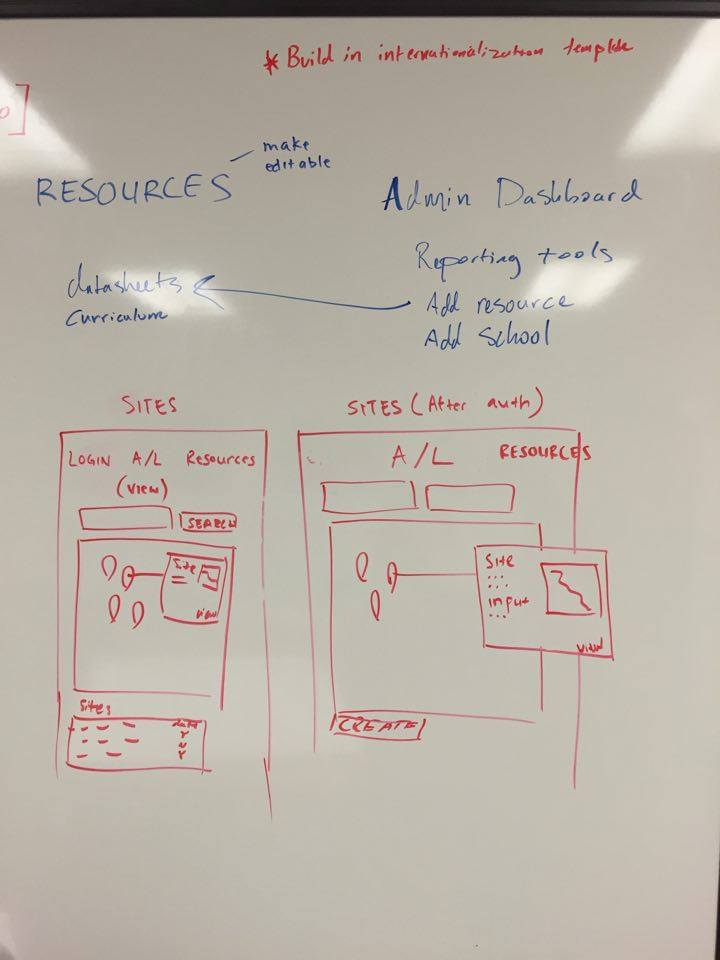 * Build in internationalization template
o]
make
editable
RESOURCES
Admin Dashboard
Reporting tools
datasheets
Add resource
Curriculum
Add School
SITES
LOGIN A/L Resources
(VIEW)
SEARCH
Site
view
Sites
data
Y
N
Y
SITES (After auth)
A/L RESOURCES
Site
input
view
CREATE